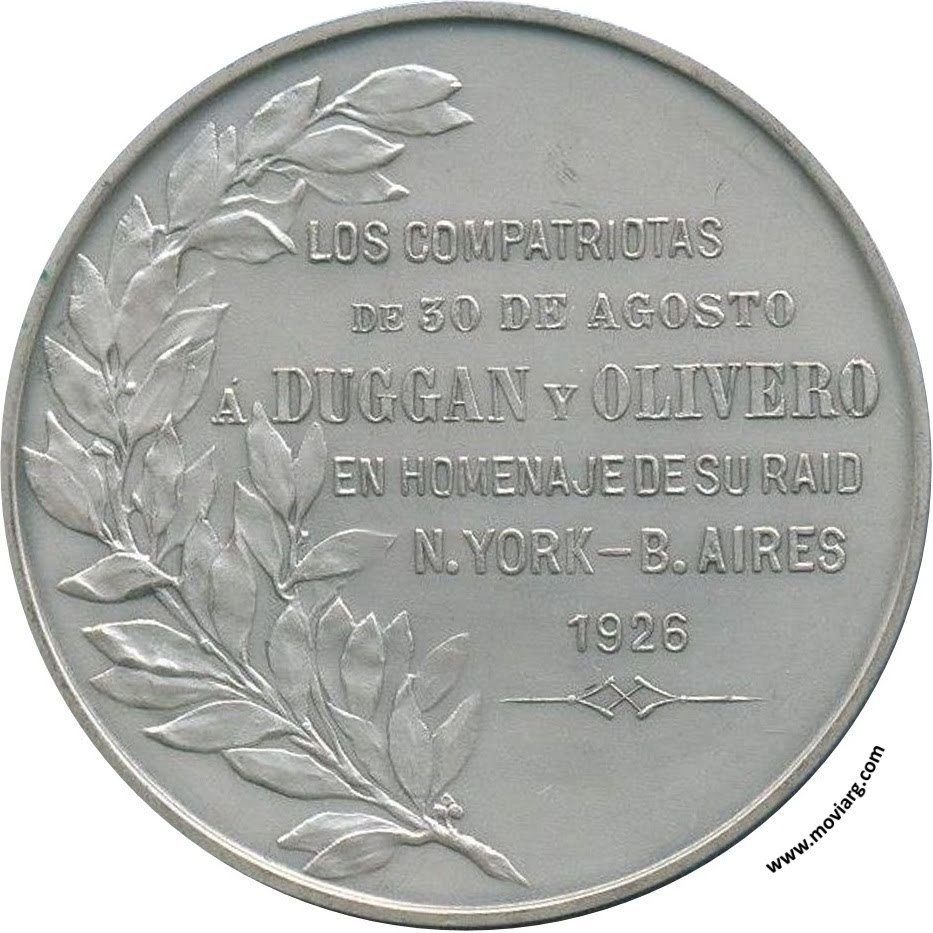 LOS COMPATRIOTAS
DE 30 DE AGOSTO
Á DUGGAN Y OLIVERO
EN HOMENAJE DE SU RAID
N. YORK – B. AIRES
1926
www.moviarg.com